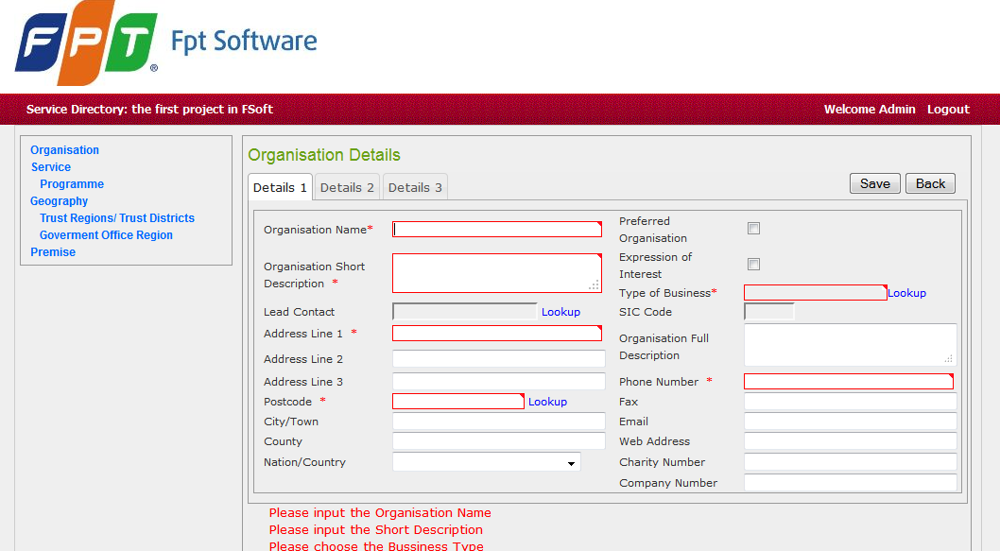 FPT ®
Fpt Software
Service Directory: the first project in FSoft
Welcome Admin Logout
Organisation
Service
Programme
Geography
Trust Regions/ Trust Districts
Goverment Office Region
Premise
Organisation Details
Details 1 Details 2 Details 3
Save Back
Organisation Name*
Organisation Short
Description *
Lead Contact Lookup
Address Line 1 *
Address Line 2
Address Line 3
Postcode * Lookup
City/Town
County
Nation/Country
Preferred
Organisation
Expression of
Interest
Type of Business* Lookup
SIC Code
Organisation Full
Description
Phone Number *
Fax
Email
Web Address
Charity Number
Company Number
Please input the Organisation Name
Please input the Short Description
Please choose the Bussiness Type